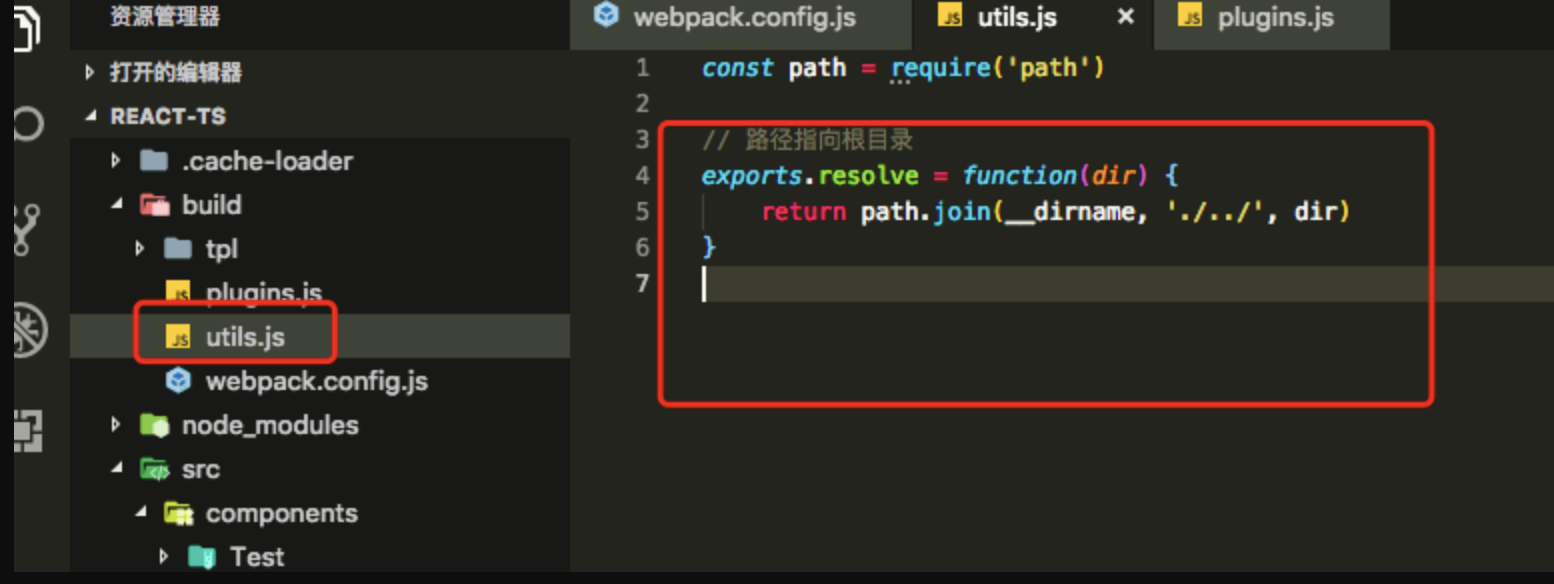 资源管理器
打开的编辑器
REACT-TS
.cache-loader
build
tpl
plugins.js
JS utils.js
webpack.config.js
node_modules
src
components
Test
webpack.config.js
JS utils.js ×
JS plugins.js
1 const path = require('path')
2
3 // 路径指向根目录
4 exports.resolve = function(dir) {
5 return path.join(__dirname, './../', dir)
6 }
7